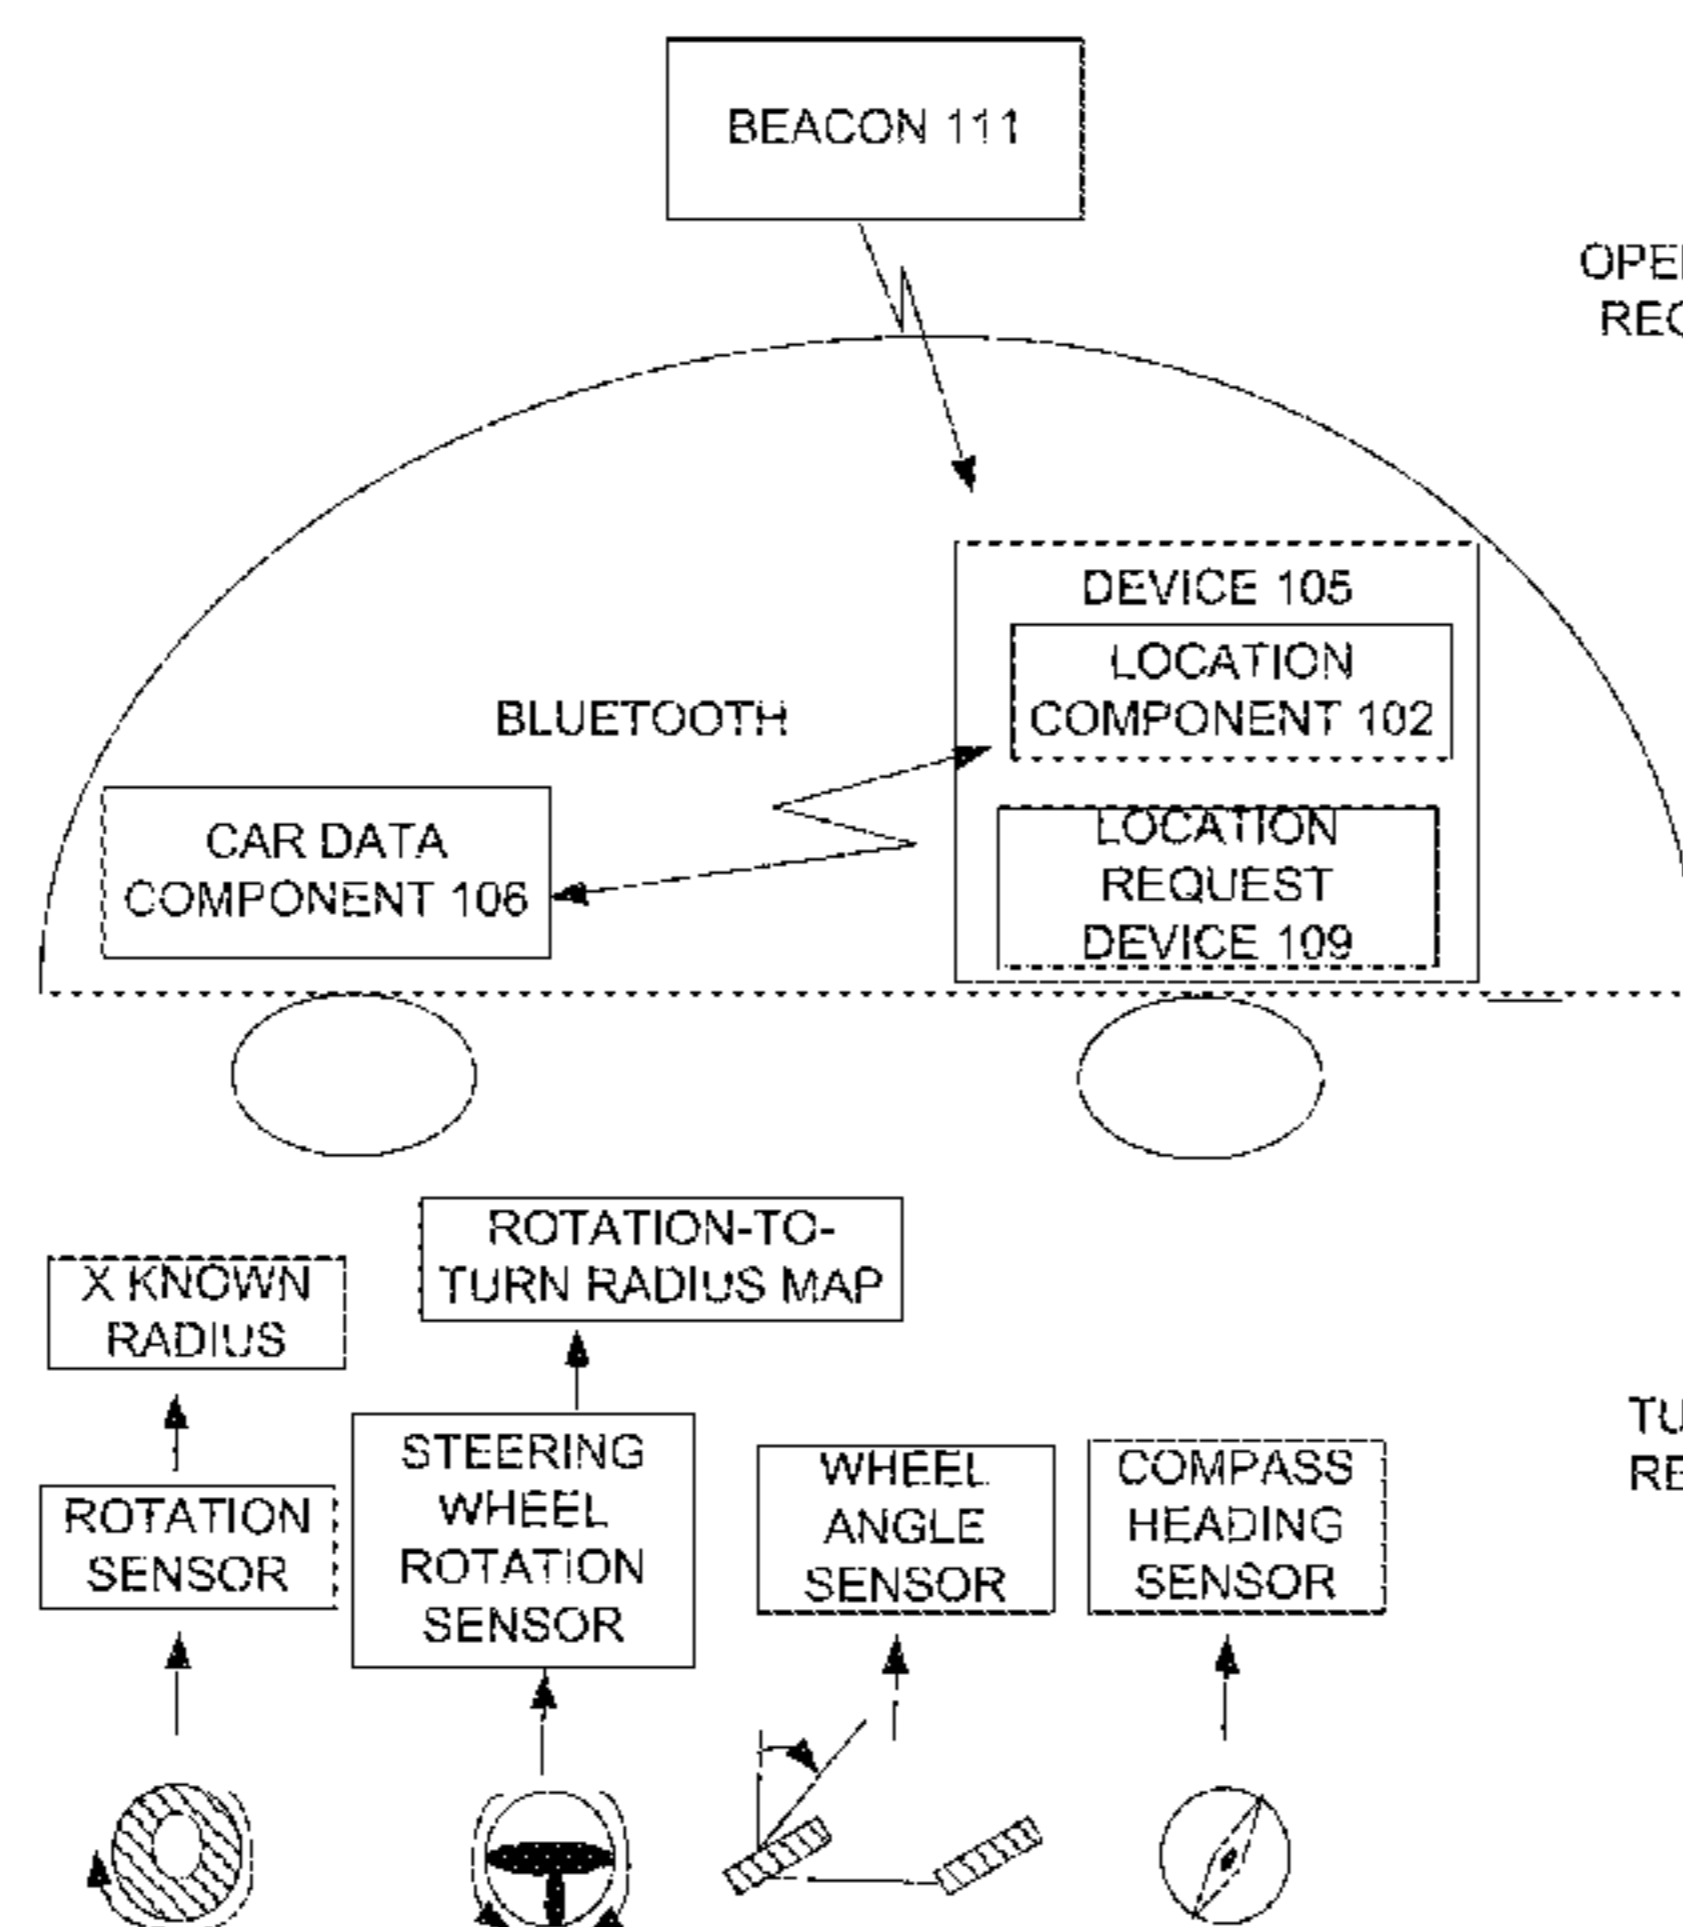 BEACON 111
DEVICE 105
LOCATION
COMPONENT 102
BLUETOOTH
CAR DATA
COMPONENT 106
LOCATION
REQUEST
DEVICE 109
ROTATION-TO-
TURN RADIUS MAP
X KNOWN
RADIUS
STEERING
WHEEL
ROTATION
SENSOR
ROTATION
SENSOR
WHEEL
ANGLE
SENSOR
COMPASS
HEADING
SENSOR